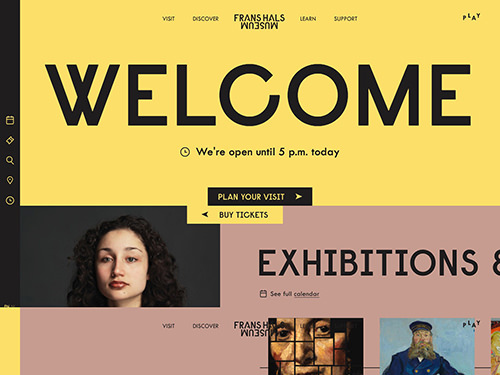 VISIT DISCOVER FRANS HALS LEARN SUPPORT PLAY
MUSEUM
WELCOME
We're open until 5 p.m. today
PLAN YOUR VISIT
BUY TICKETS
EXHIBITIONS &
See full calendar
VISIT DISCOVER FRANS HALS PLAY
MUSEUM